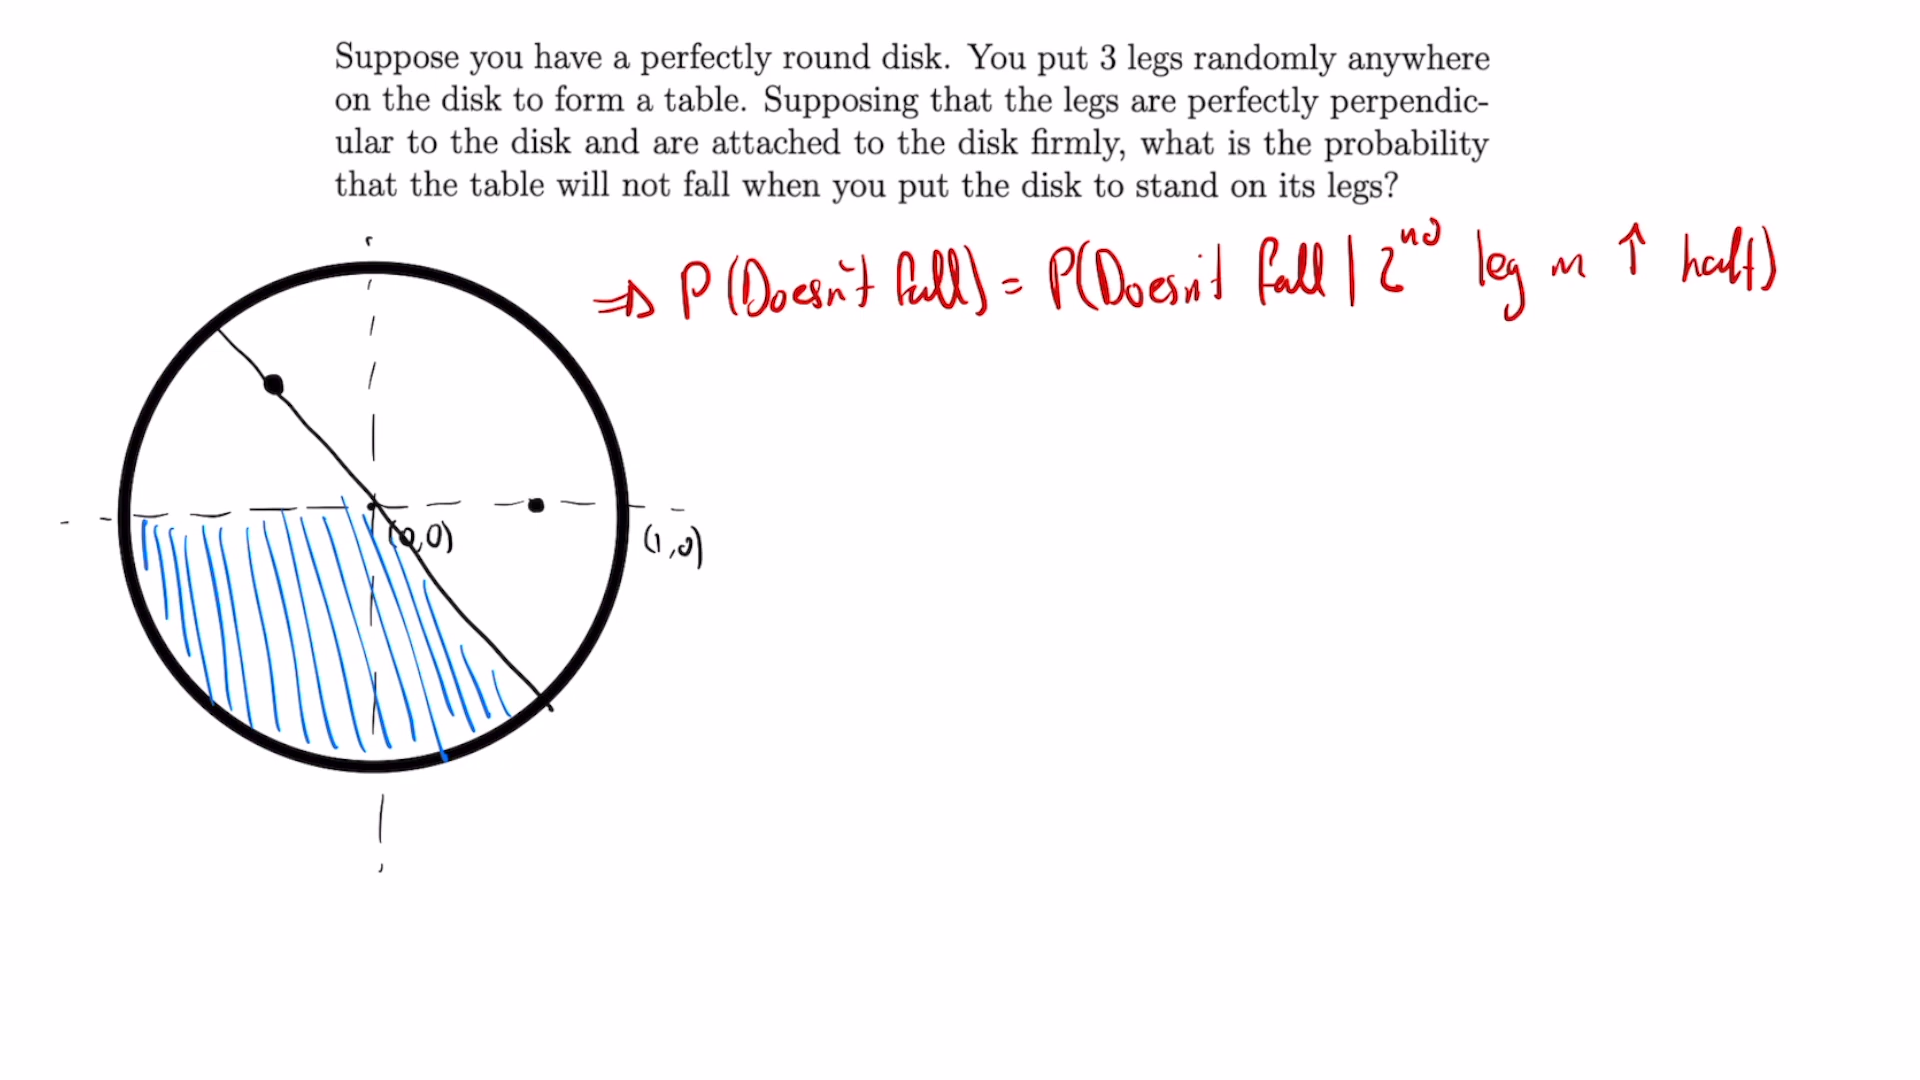 Suppose you have a perfectly round disk. You put 3 legs randomly anywhere
on the disk to form a table. Supposing that the legs are perfectly perpendic-
ular to the disk and are attached to the disk firmly, what is the probability
that the table will not fall when you put the disk to stand on its legs?
⇒ P(Doesn't fall) = P(Doesn't fall | 2nd leg in ↑ half)
(0,0)
(1,0)